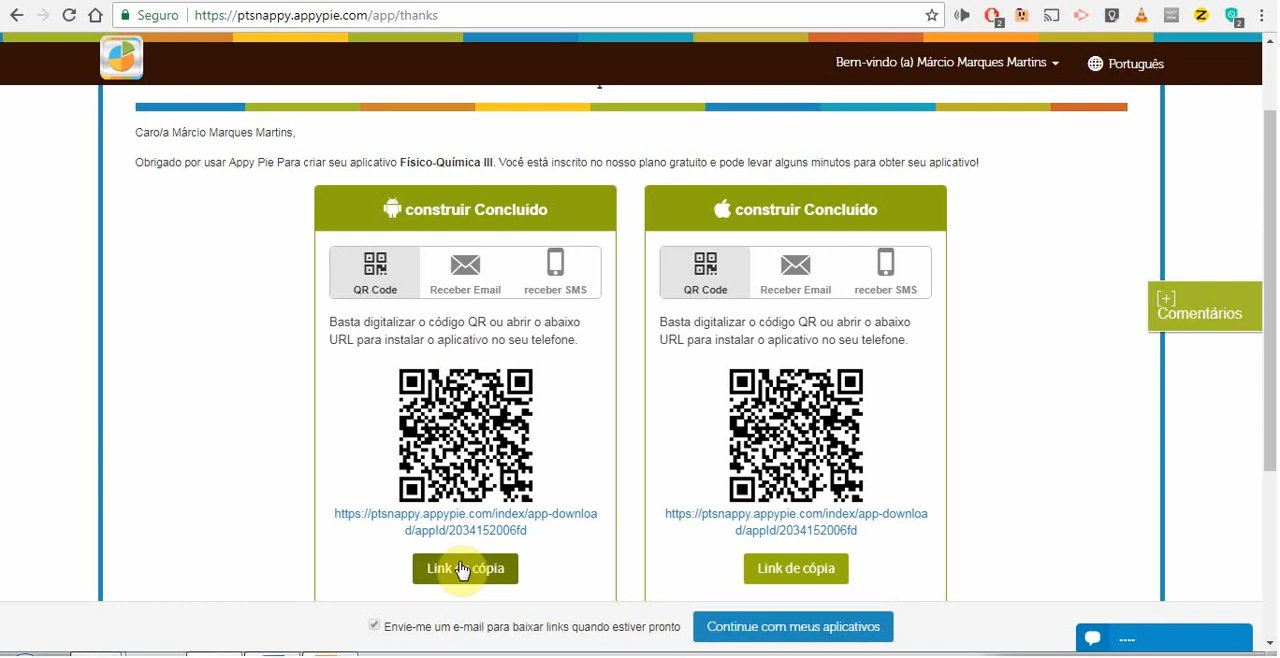 Seguro
https://ptsnappy.appypie.com/app/thanks
2
2
Bem-vindo (a) Márcio Marques Martins
Português
Caro/a Márcio Marques Martins,
Obrigado por usar Appy Pie Para criar seu aplicativo Físico-Química III. Você está inscrito no nosso plano gratuito e pode levar alguns minutos para obter seu aplicativo!
construir Concluído
QR Code
Receber Email
receber SMS
Basta digitalizar o código QR ou abrir o abaixo
URL para instalar o aplicativo no seu telefone.
https://ptsnappy.appypie.com/index/app-downloa
d/appId/2034152006fd
Link de cópia
construir Concluído
QR Code
Receber Email
receber SMS
Basta digitalizar o código QR ou abrir o abaixo
URL para instalar o aplicativo no seu telefone.
https://ptsnappy.appypie.com/index/app-downloa
d/appId/2034152006fd
Link de cópia
[+]
Comentários
Envie-me um e-mail para baixar links quando estiver pronto
Continue com meus aplicativos
----